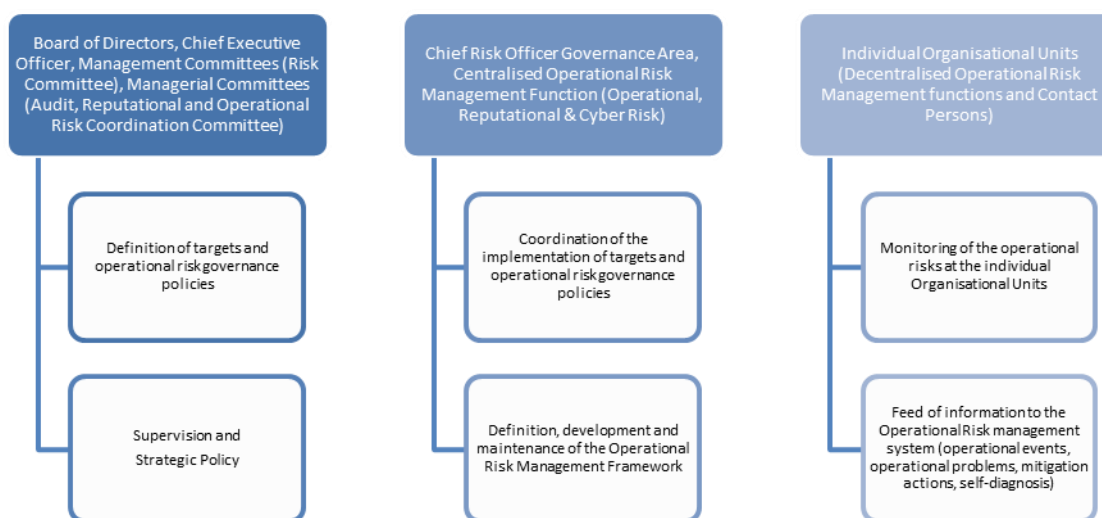 Board of Directors, Chief Executive
Officer, Management Committees (Risk
Committee), Managerial Committees
(Audit, Reputational and Operational
Risk Coordination Committee)
Definition of targets and
operational risk governance
policies
Supervision and
Strategic Policy
Chief Risk Officer Governance Area,
Centralised Operational Risk
Management Function (Operational,
Reputational & Cyber Risk)
Coordination of the
implementation of targets and
operational risk governance
policies
Definition, development and
maintenance of the Operational
Risk Management Framework
Individual Organisational Units
(Decentralised Operational Risk
Management functions and Contact
Persons)
Monitoring of the operational
risks at the individual
Organisational Units
Feed of information to the
Operational Risk management
system (operational events,
operational problems, mitigation
actions, self-diagnosis)